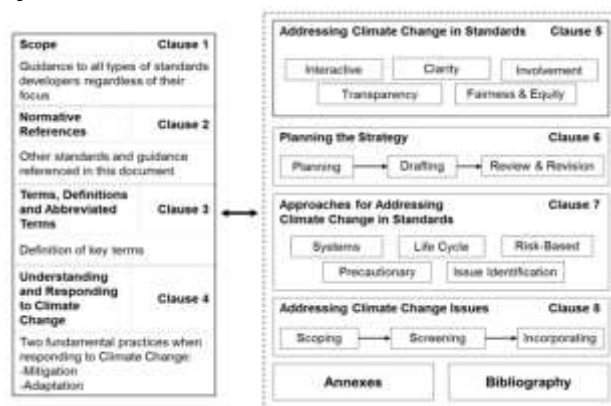 Scope Clause 1
Guidance to all types of standards
developers regardless of their
focus
Normative
References Clause 2
Other standards and guidance
referenced in this document
Terms, Definitions
and Abbreviated
Terms Clause 3
Definition of key terms
Understanding
and Responding
to Climate
Change Clause 4
Two fundamental practices when
responding to Climate Change:
-Mitigation
-Adaptation
Addressing Climate Change in Standards Clause 5
Interactive Clarity Involvement
Transparency Fairness & Equity
Planning the Strategy Clause 6
Planning Drafting Review & Revision
Approaches for Addressing
Climate Change in Standards Clause 7
Systems Life Cycle Risk-Based
Precautionary Issue Identification
Addressing Climate Change Issues Clause 8
Scoping Screening Incorporating
Annexes Bibliography